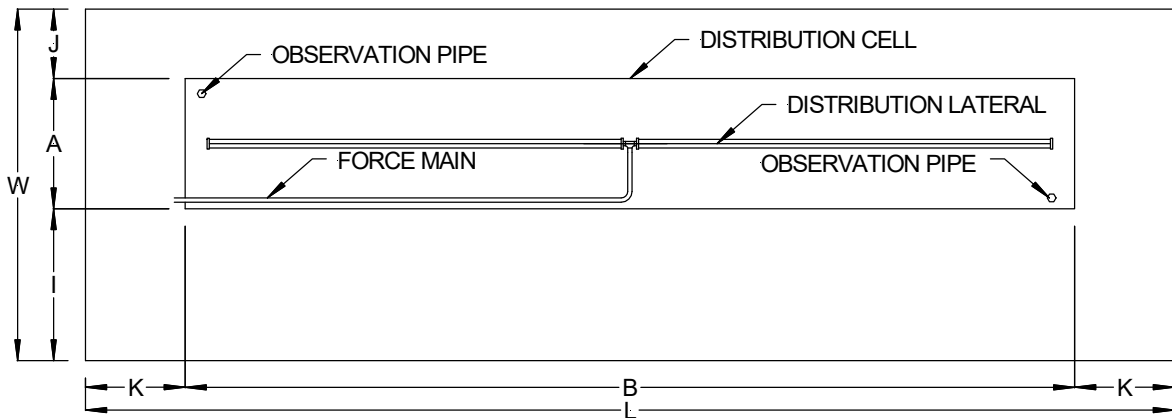 J
OBSERVATION PIPE
DISTRIBUTION CELL
DISTRIBUTION LATERAL
A
FORCE MAIN
OBSERVATION PIPE
W
I
K
B
K
L